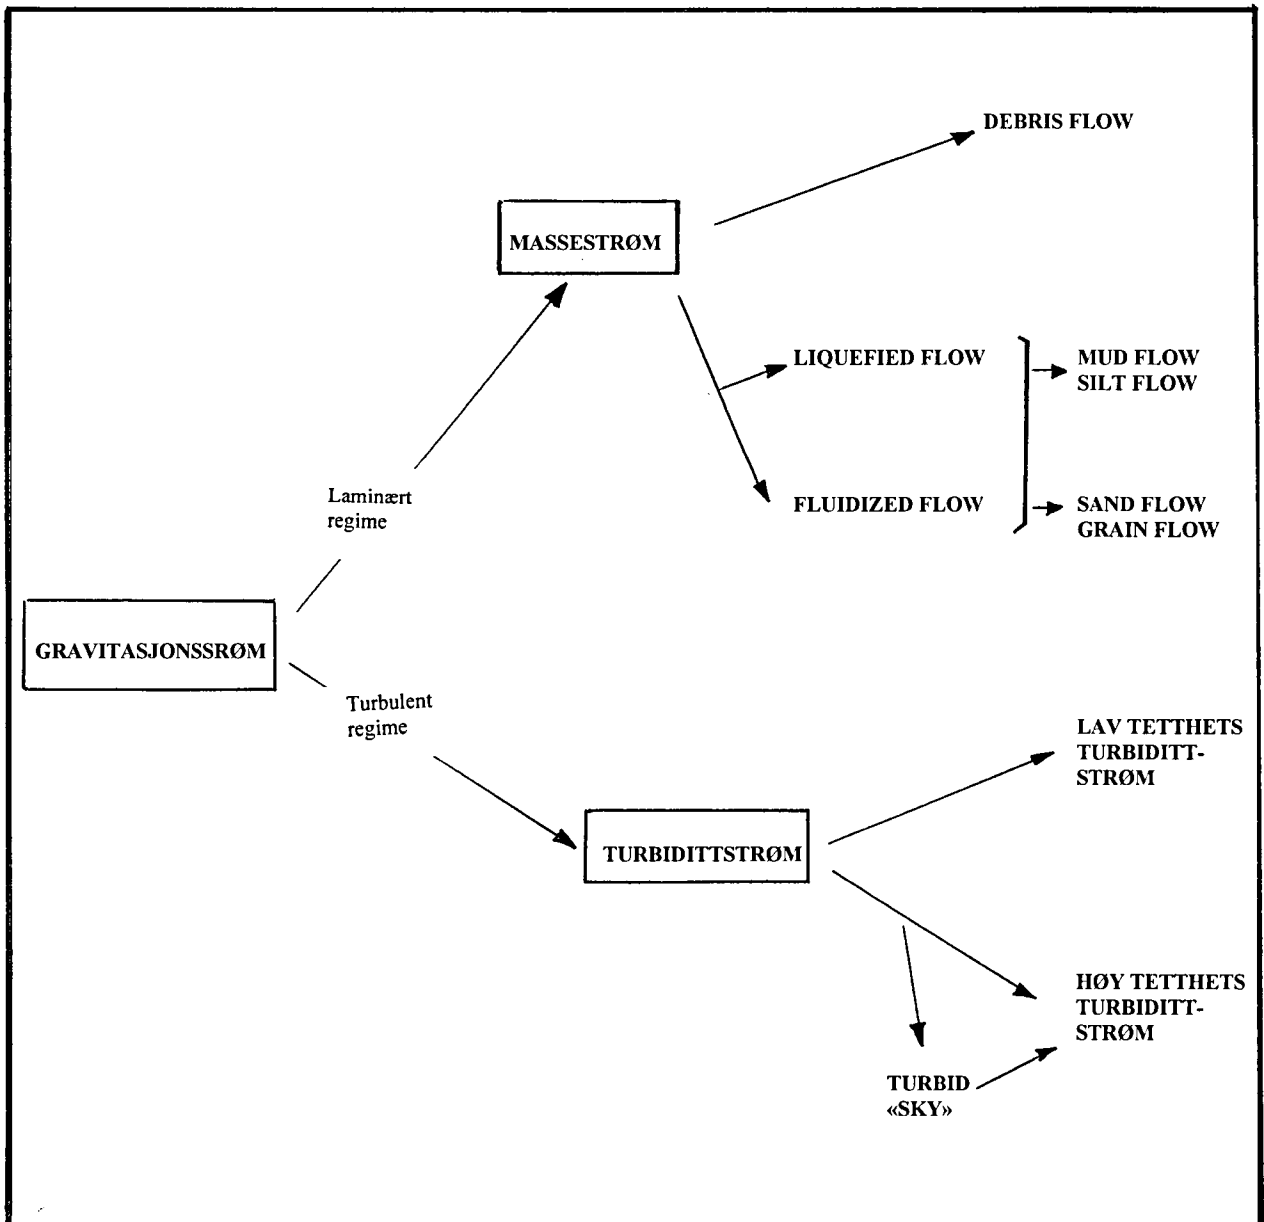 DEBRIS FLOW
MASSESTRØM
LIQUEFIED FLOW
MUD FLOW
SILT FLOW
Laminært
regime
FLUIDIZED FLOW
SAND FLOW
GRAIN FLOW
GRAVITASJONSSRØM
Turbulent
regime
LAV TETTHETS
TURBIDITT-
STRØM
TURBIDITTSTRØM
HØY TETTHETS
TURBIDITT-
STRØM
TURBID
«SKY»